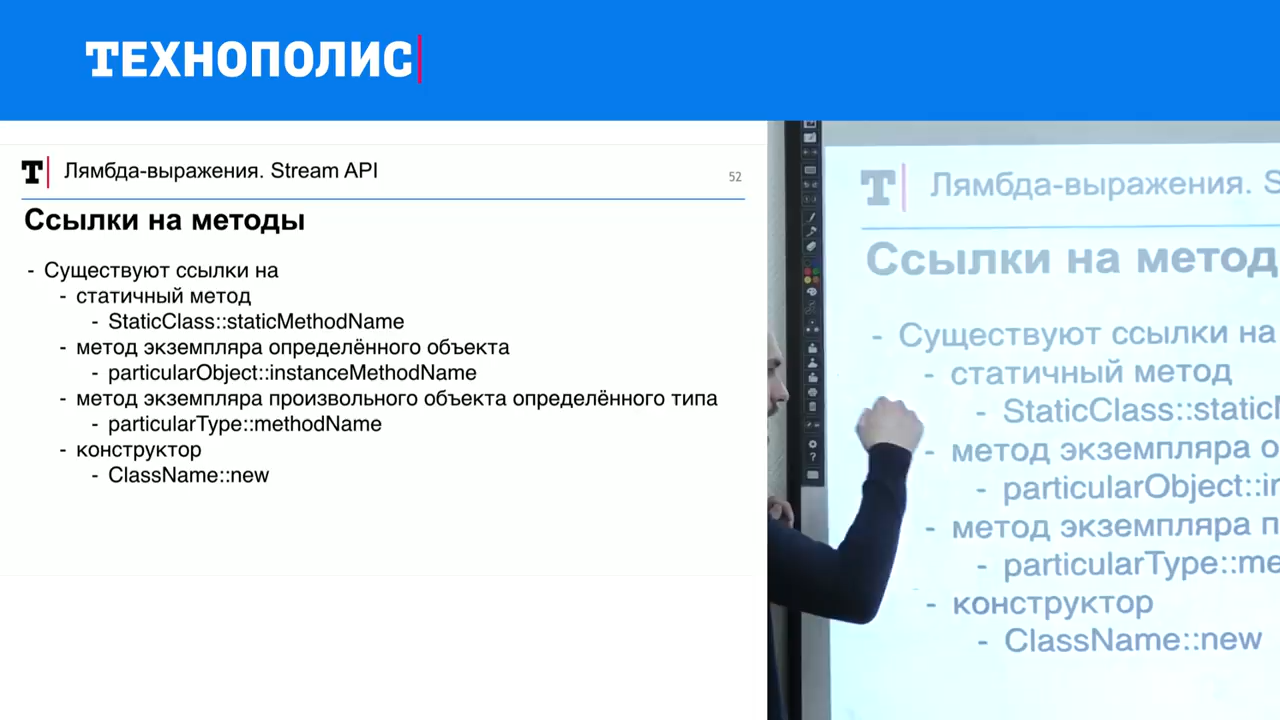 ТЕХНОПОЛИС
Т Лямбда-выражения. Stream API
52
Ссылки на методы
- Существуют ссылки на
- статичный метод
- StaticClass::staticMethodName
- метод экземпляра определённого объекта
- particularObject::instanceMethodName
- метод экземпляра произвольного объекта определённого типа
- particularType::methodName
- конструктор
- ClassName::new
Т Лямбда-выражения. S
Ссылки на метод
- Существуют ссылки на
- статичный метод
- StaticClass::static
- метод экземпляра о
- particularObject::in
- метод экземпляра п
- particularType::me
- конструктор
- ClassName::new